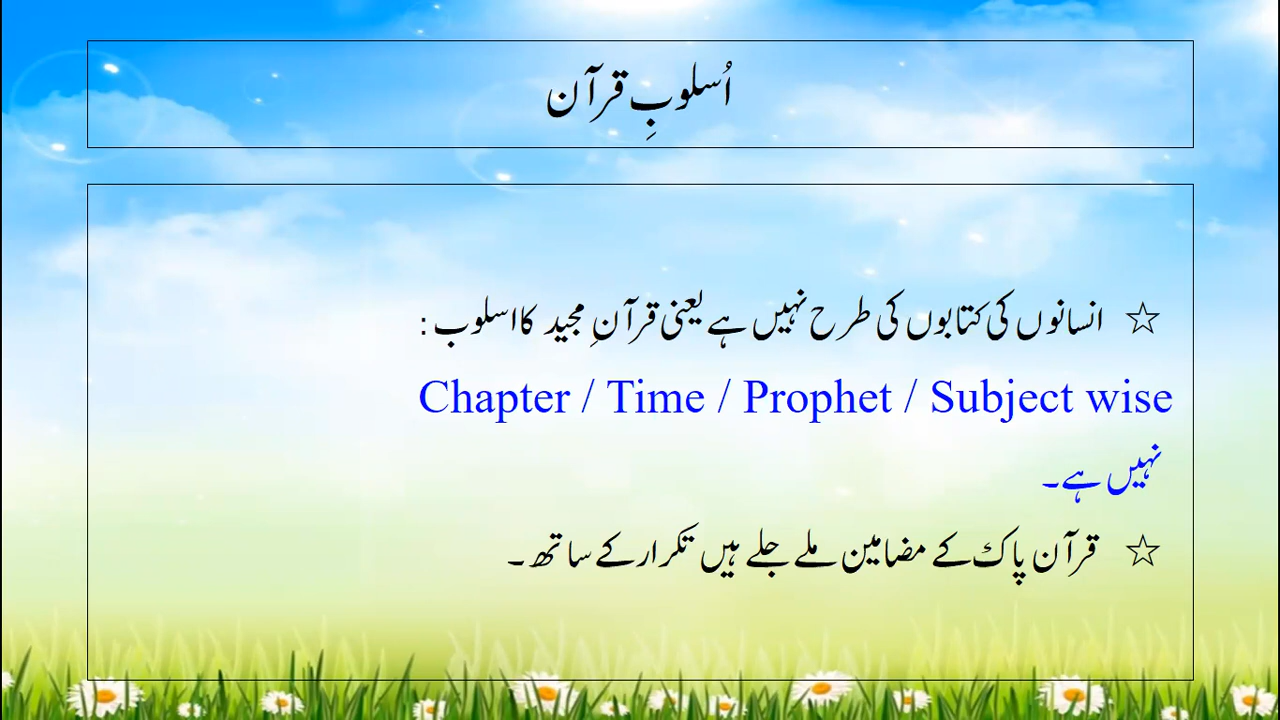 اُسلوبِ قرآن
☆ انسانوں کی کتابوں کی طرح نہیں ہے یعنی قرآنِ مجید کا اسلوب :
Chapter / Time / Prophet / Subject wise
نہیں ہے۔
☆ قرآن پاک کے مضامین ملے جلے ہیں تکرار کے ساتھ۔